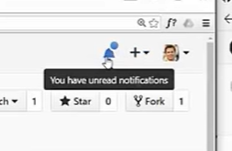 f?
You have unread notifications
ch 1 Star 0 Fork 1